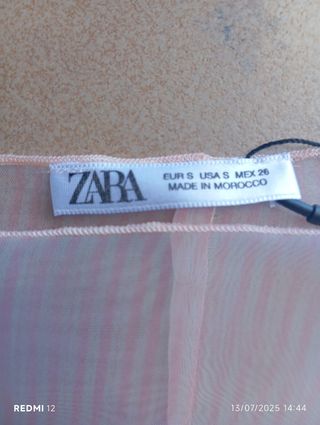 ZARA
EUR S USA S MEX 26
MADE IN MOROCCO
REDMI 12
13/07/2025 14:44